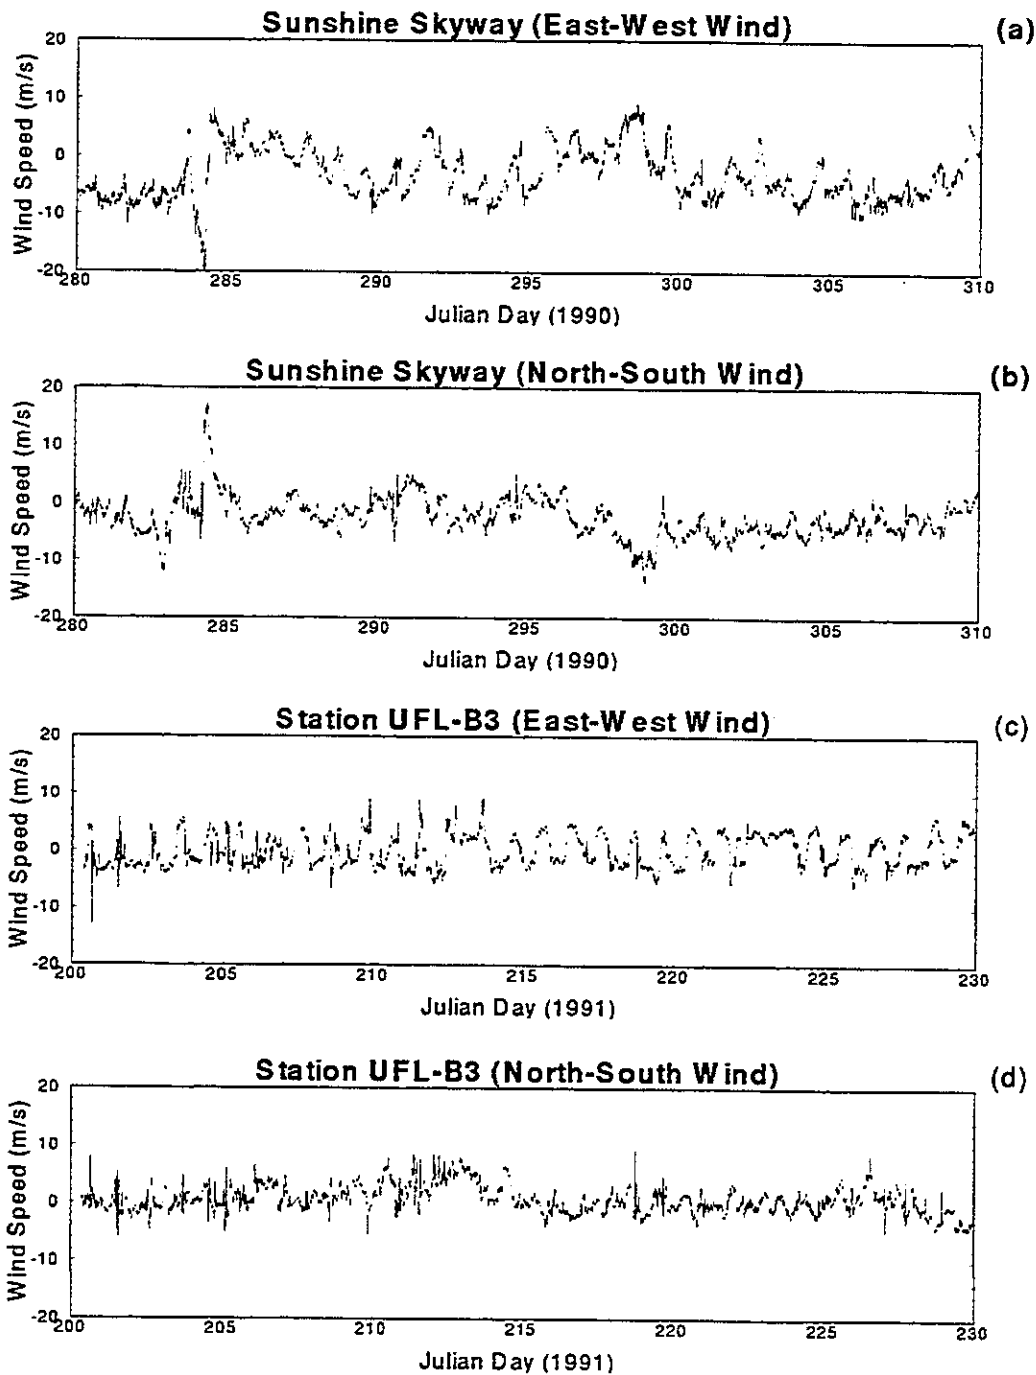 Sunshine Skyway (East-West Wind)
(a)
Wind Speed (m/s)
20
10
0
-10
-20
280 285 290 295 300 305 310
Julian Day (1990)
Sunshine Skyway (North-South Wind)
(b)
Wind Speed (m/s)
20
10
0
-10
-20
280 285 290 295 300 305 310
Julian Day (1990)
Station UFL-B3 (East-West Wind)
(c)
Wind Speed (m/s)
20
10
0
-10
-20
200 205 210 215 220 225 230
Julian Day (1991)
Station UFL-B3 (North-South Wind)
(d)
Wind Speed (m/s)
20
10
0
-10
-20
200 205 210 215 220 225 230
Julian Day (1991)